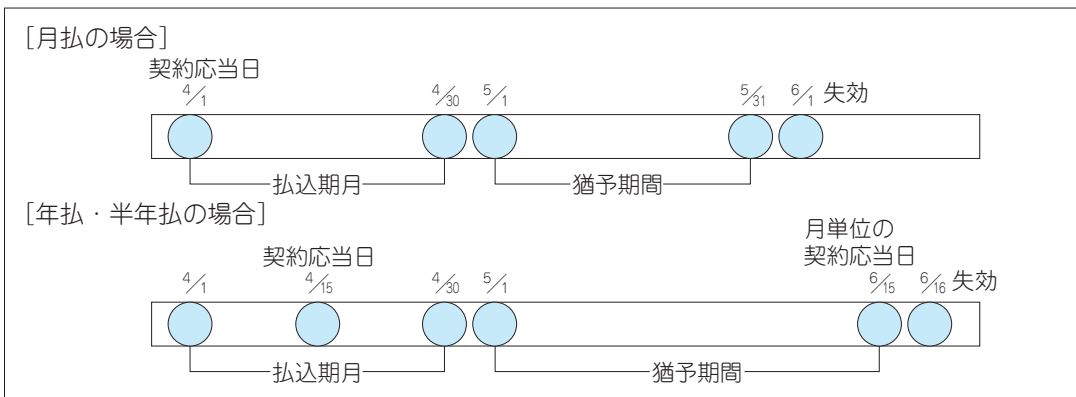 [月払の場合]
契約応当日
4/1 4/30 5/1 5/31 6/1 失効
払込期月 猶予期間
[年払・半年払の場合]
月単位の
契約応当日 契約応当日
4/1 4/15 4/30 5/1 6/15 6/16 失効
払込期月 猶予期間